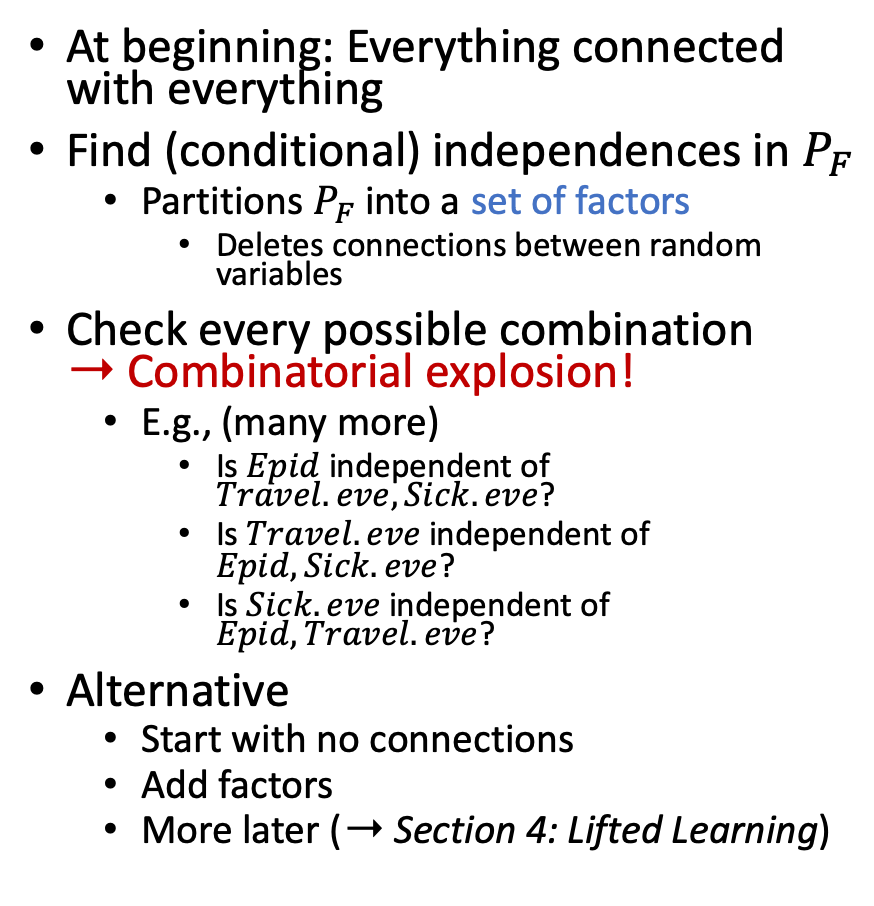 • At beginning: Everything connected
with everything
• Find (conditional) independences in P_F
• Partitions P_F into a set of factors
• Deletes connections between random
variables
• Check every possible combination
→ Combinatorial explosion!
• E.g., (many more)
• Is Epid independent of
Travel.eve, Sick.eve?
• Is Travel.eve independent of
Epid, Sick.eve?
• Is Sick.eve independent of
Epid, Travel.eve?
• Alternative
• Start with no connections
• Add factors
• More later (→ Section 4: Lifted Learning)